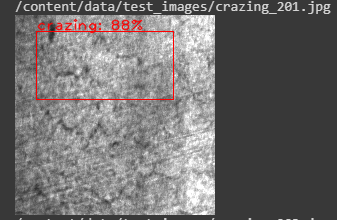 /content/data/test_images/crazing_201.jpg
crazing: 88%